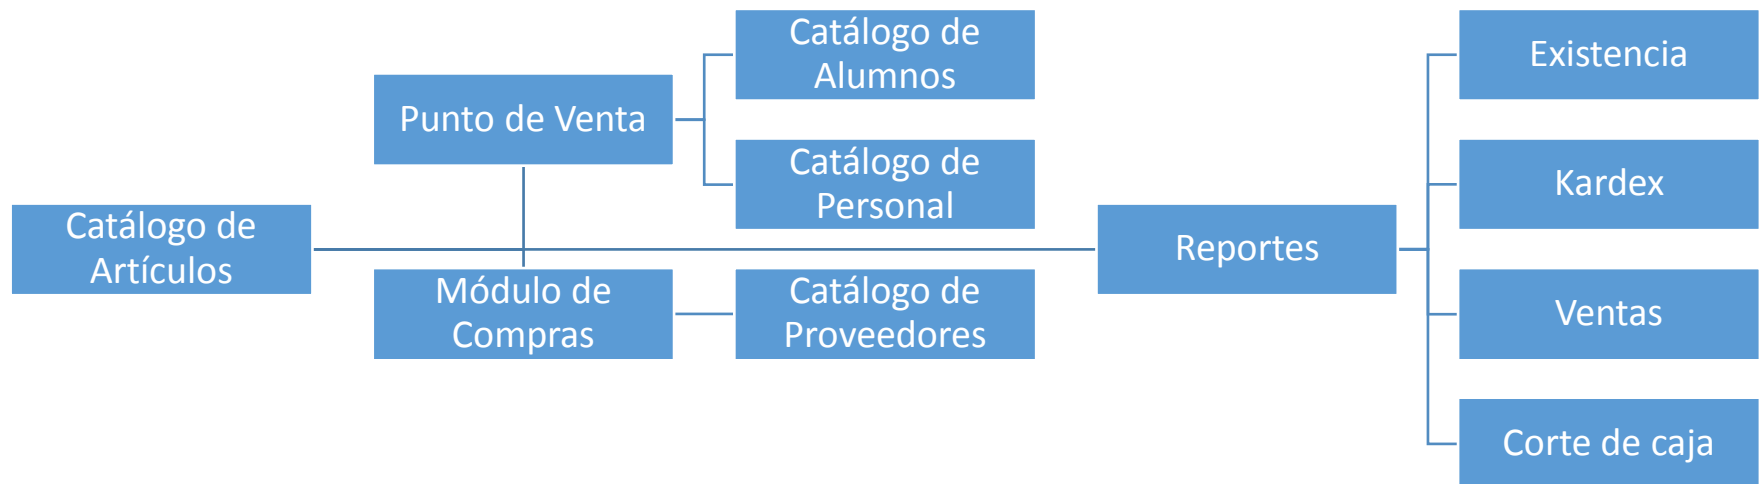 Catálogo de
Artículos
Punto de Venta
Módulo de
Compras
Catálogo de
Alumnos
Catálogo de
Personal
Catálogo de
Proveedores
Reportes
Existencia
Kardex
Ventas
Corte de caja